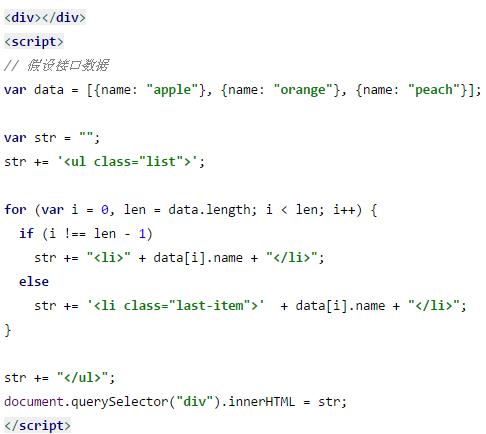 <div></div>
<script>
// 假设接口数据
var data = [{name: "apple"}, {name: "orange"}, {name: "peach"}];
var str = "";
str += '<ul class="list">';
for (var i = 0, len = data.length; i < len; i++) {
if (i !== len - 1)
str += "<li>" + data[i].name + "</li>";
else
str += '<li class="last-item">' + data[i].name + "</li>";
}
str += "</ul>";
document.querySelector("div").innerHTML = str;
</script>